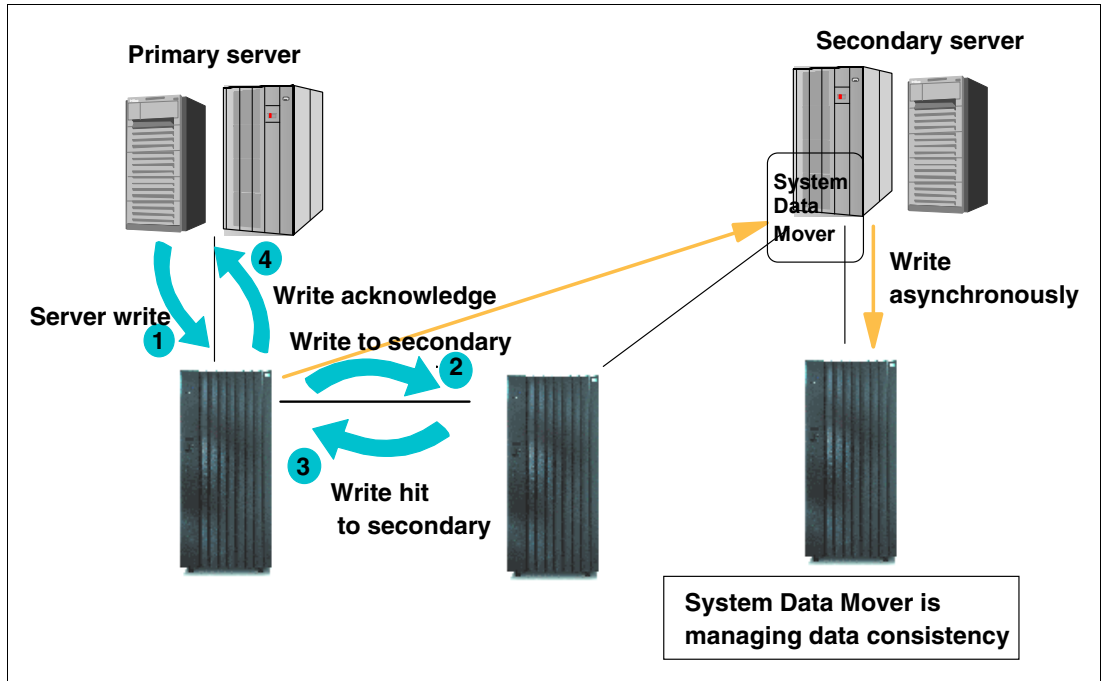 Primary server
Secondary server
System
Data
Mover
4
Write acknowledge
Server write
1
Write to secondary
2
Write
asynchronously
3
Write hit
to secondary
System Data Mover is
managing data consistency